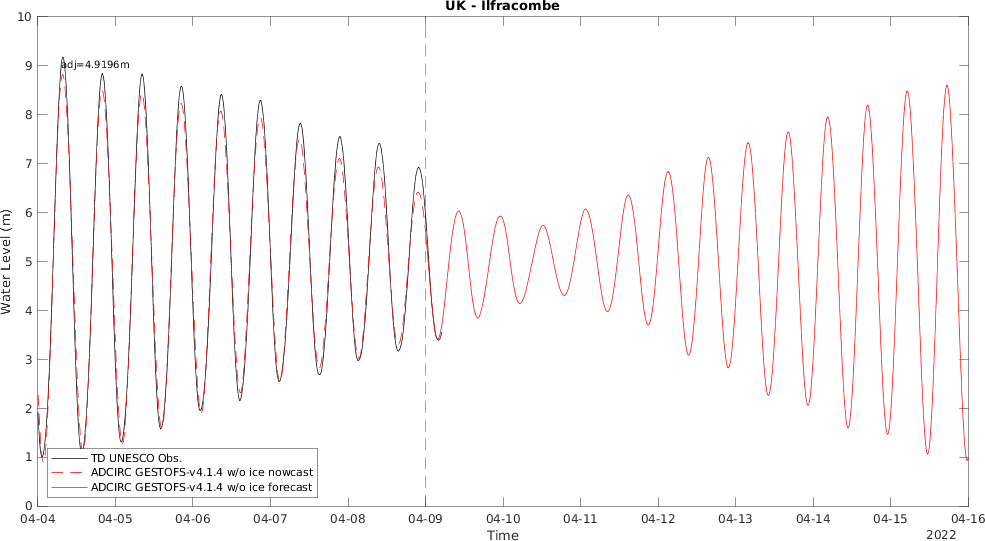 UK - Ilfracombe
10
9
8
7
6
5
4
3
2
1
0
Water Level (m)
adj=4.9196m
TD UNESCO Obs.
ADCIRC GESTOFS-v4.1.4 w/o ice nowcast
ADCIRC GESTOFS-v4.1.4 w/o ice forecast
04-04 04-05 04-06 04-07 04-08 04-09 04-10 04-11 04-12 04-13 04-14 04-15 04-16
Time
2022